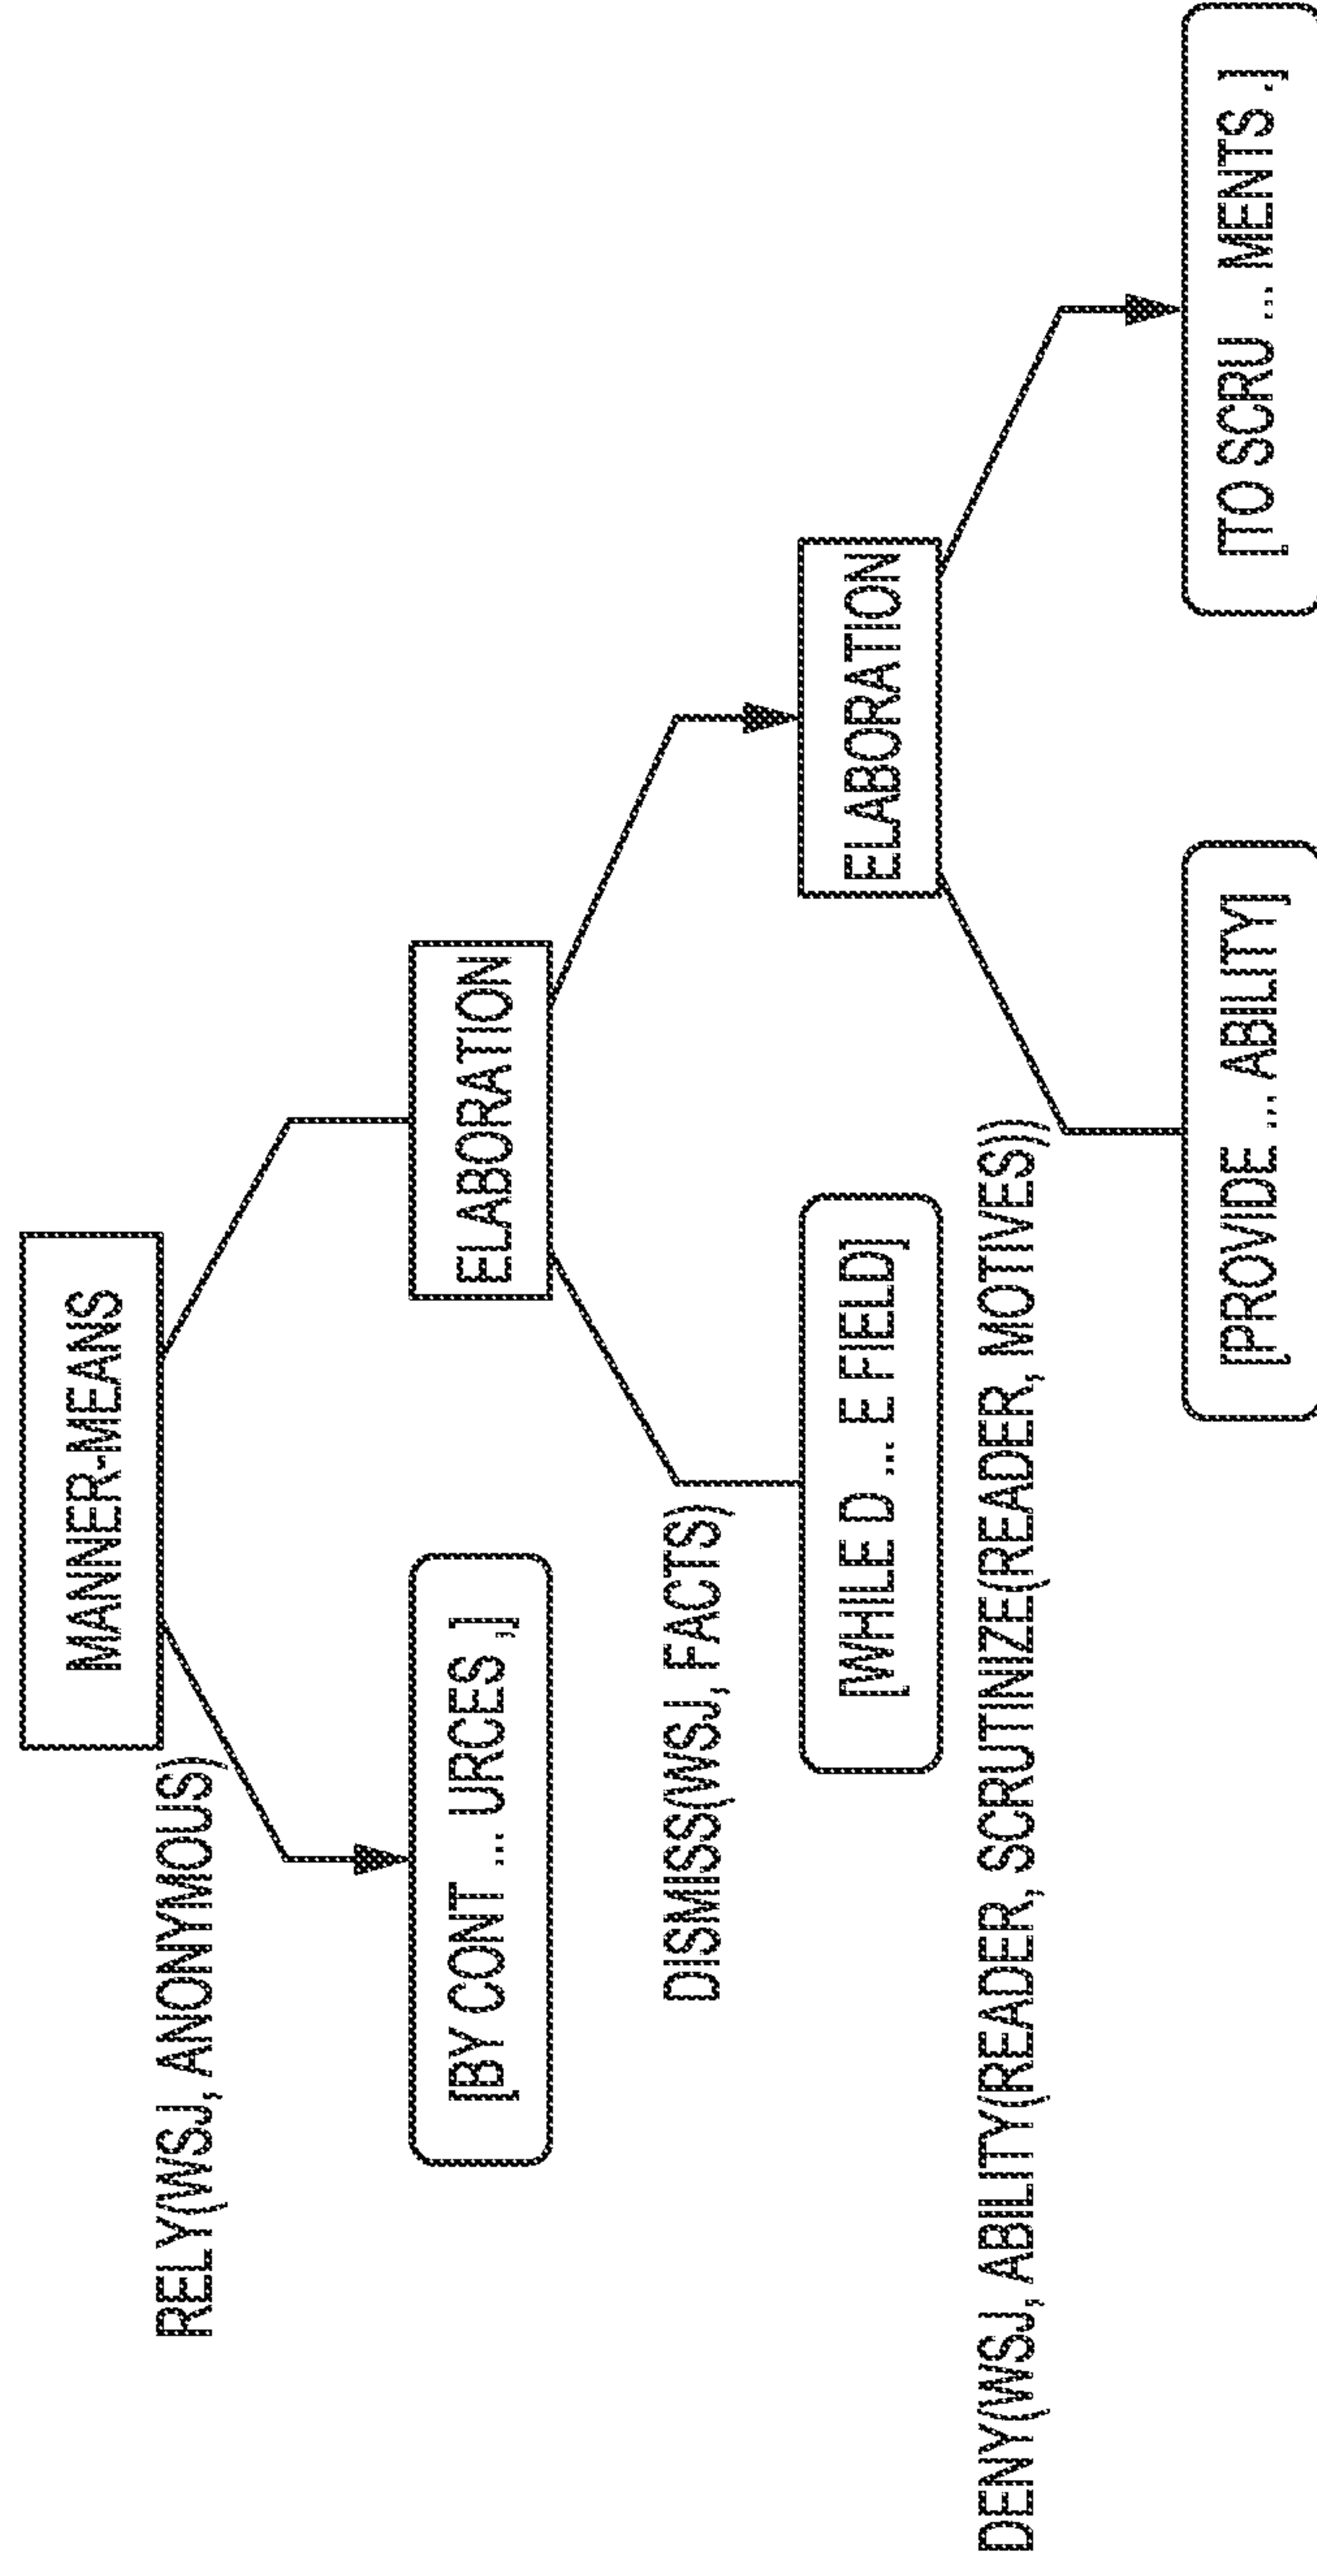 MANNER-MEANS
RELY(WSJ, ANONYMOUS)
[BY CONT ... URCES ,]
ELABORATION
DISMISS(WSJ, FACTS)
[WHILE D ... E FIELD]
ELABORATION
DENY(WSJ, ABILITY(READER, SCRUTINIZE(READER, MOTIVES)))
[PROVIDE ... ABILITY]
[TO SCRU ... MENTS .]